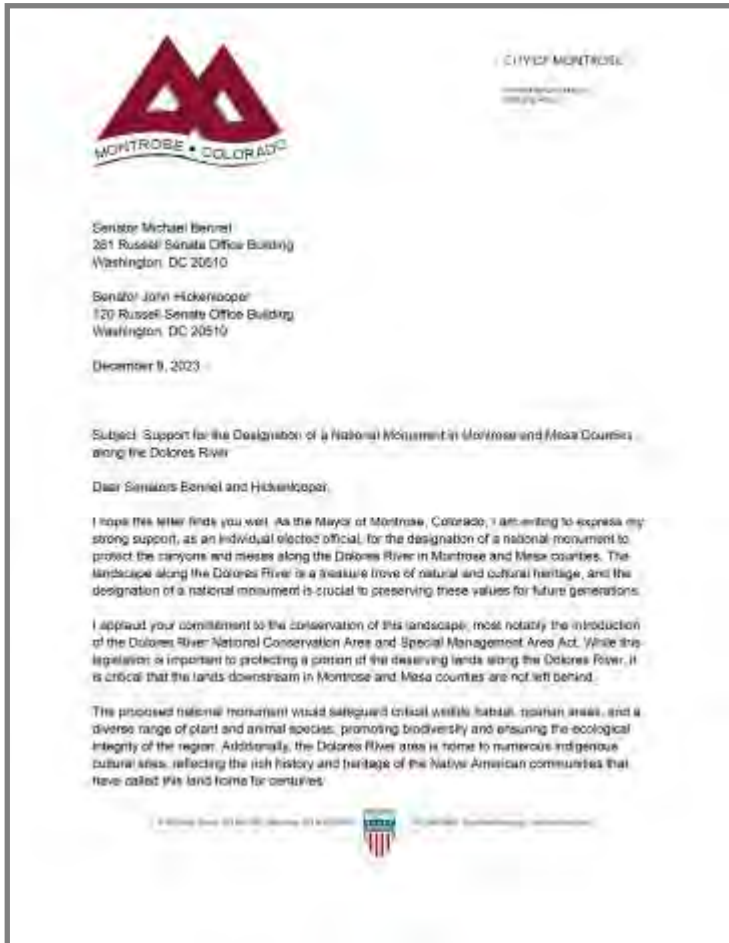 CITY OF MONTROSE
MONTROSE • COLORADO
Senator Michael Bennet
261 Russell Senate Office Building
Washington, DC 20510
Senator John Hickenlooper
120 Russell Senate Office Building
Washington, DC 20510
December 9, 2023
Subject: Support for the Designation of a National Monument in Montrose and Mesa Counties
along the Dolores River
Dear Senators Bennet and Hickenlooper,
I hope this letter finds you well. As the Mayor of Montrose, Colorado, I am writing to express my
strong support, as an individual elected official, for the designation of a national monument to
protect the canyons and mesas along the Dolores River in Montrose and Mesa counties. The
landscape along the Dolores River is a treasure trove of natural and cultural heritage, and the
designation of a national monument is crucial to preserving these values for future generations.
I applaud your commitment to the conservation of this landscape, most notably the introduction
of the Dolores River National Conservation Area and Special Management Area Act. While this
legislation is important to protecting a portion of the deserving lands along the Dolores River, it
is critical that the lands downstream in Montrose and Mesa counties are not left behind.
The proposed national monument would safeguard critical wildlife habitat, riparian areas, and a
diverse range of plant and animal species, promoting biodiversity and ensuring the ecological
integrity of the region. Additionally, the Dolores River area is home to numerous indigenous
cultural sites, reflecting the rich history and heritage of the Native American communities that
have called this land home for centuries.